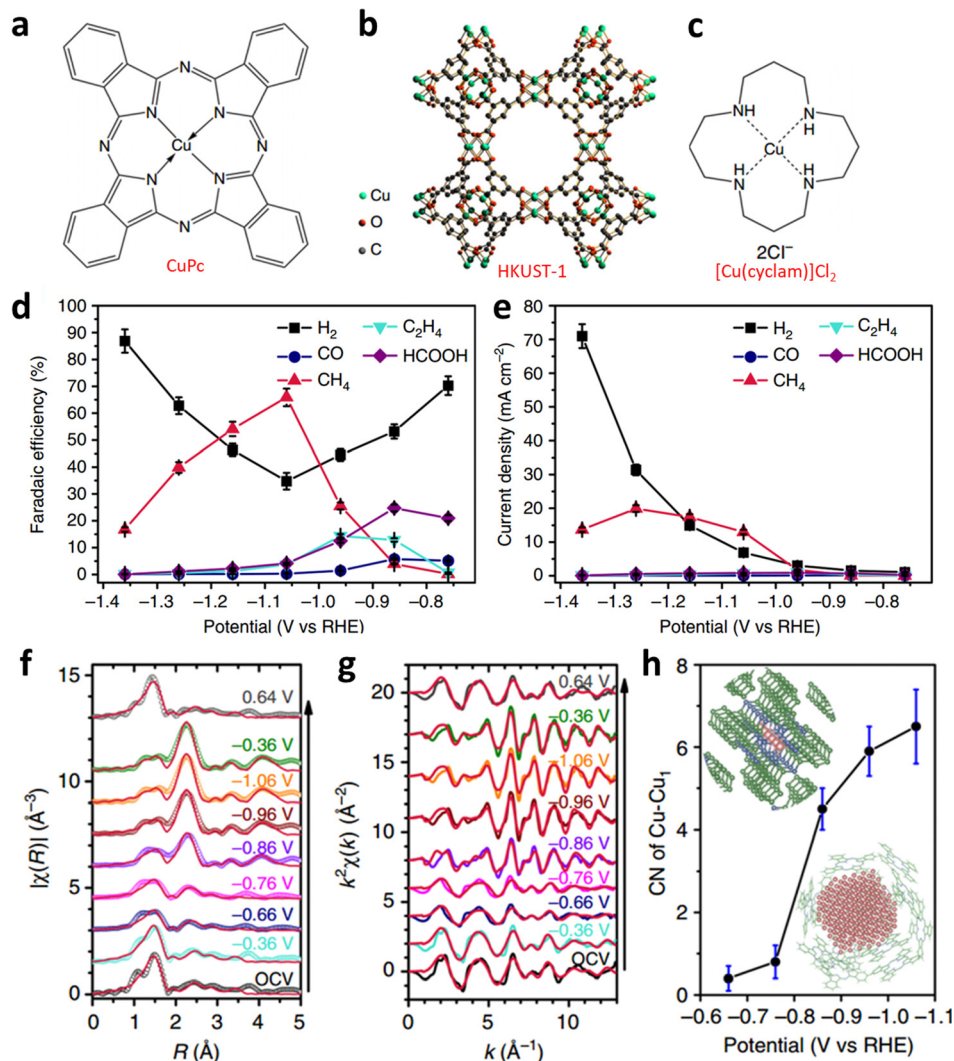 a
b
c
N
N
N
N
Cu
N
N
N
N
CuPc
Cu
O
C
HKUST-1
NH
N
H
Cu
H
N
H
N
2Cl⁻
[Cu(cyclam)]Cl₂
d
Faradaic efficiency (%)
100
90
80
70
60
50
40
30
20
10
0
H₂
CO
CH₄
C₂H₄
HCOOH
−1.4 −1.3 −1.2 −1.1 −1.0 −0.9 −0.8
Potential (V vs RHE)
e
Current density (mA cm⁻²)
80
70
60
50
40
30
20
10
0
H₂
CO
CH₄
C₂H₄
HCOOH
−1.4 −1.3 −1.2 −1.1 −1.0 −0.9 −0.8
Potential (V vs RHE)
f
|χ(R)| (Å⁻³)
15
10
5
0
0.64 V
−0.36 V
−1.06 V
−0.96 V
−0.86 V
−0.76 V
−0.66 V
−0.36 V
OCV
0 1 2 3 4 5
R (Å)
g
k²χ(k) (Å⁻²)
20
15
10
5
0
0.64 V
−0.36 V
−1.06 V
−0.96 V
−0.86 V
−0.76 V
−0.66 V
−0.36 V
OCV
0 5 10
k (Å⁻¹)
h
CN of Cu-Cu₁
8
6
4
2
0
−0.6 −0.7 −0.8 −0.9 −1.0 −1.1
Potential (V vs RHE)